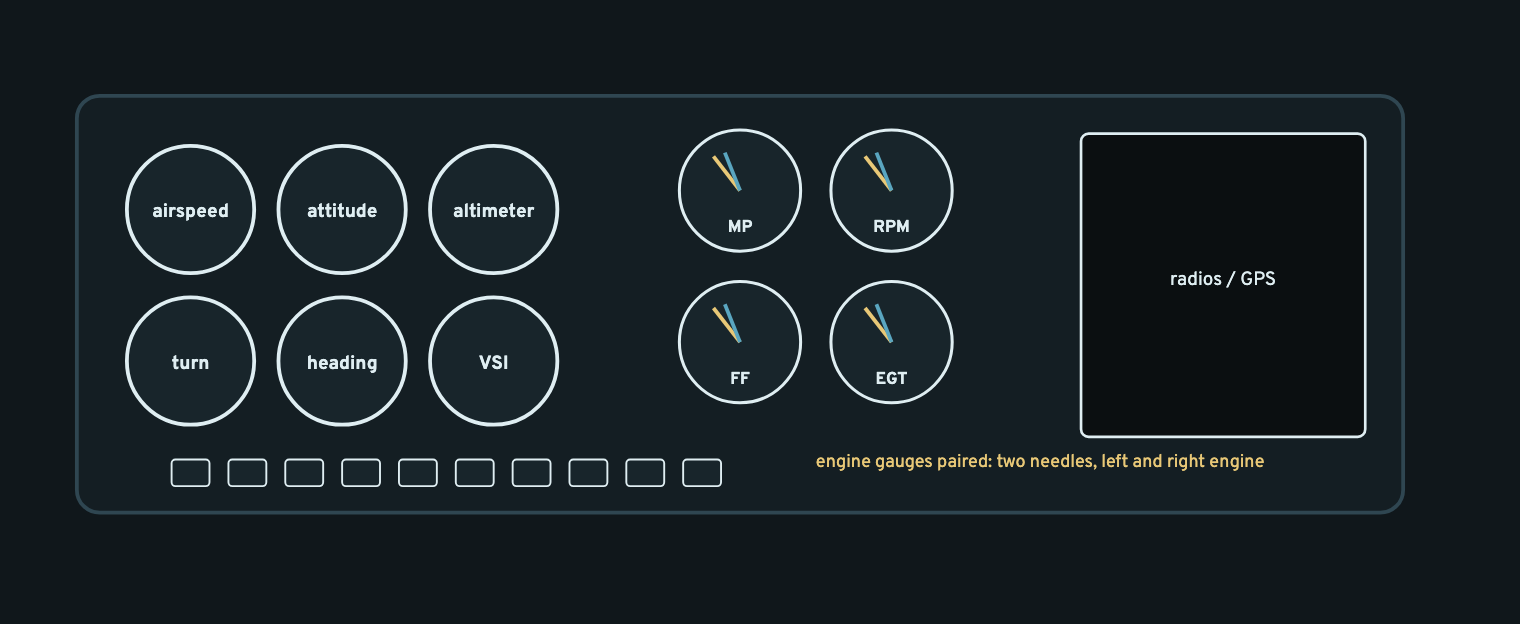 airspeed
attitude
altimeter
MP
RPM
radios / GPS
turn
heading
VSI
FF
EGT
engine gauges paired: two needles, left and right engine